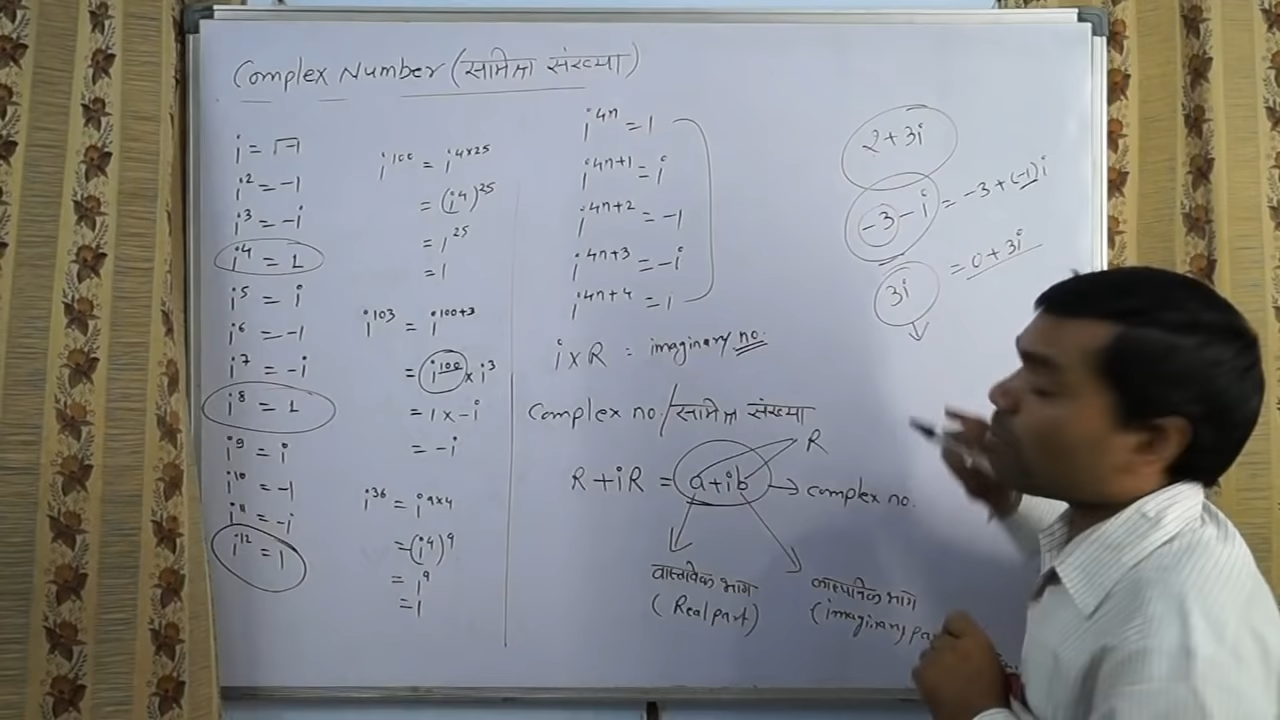 Complex Number (सामिश्र संख्या)
i = √-1
i² = -1
i³ = -i
i⁴ = 1
i⁵ = i
i⁶ = -1
i⁷ = -i
i⁸ = 1
i⁹ = i
i¹⁰ = -1
i¹¹ = -i
i¹² = 1
i¹⁰⁰ = i⁴ˣ²⁵
= (i⁴)²⁵
= 1²⁵
= 1
i¹⁰³ = i¹⁰⁰⁺³
= i¹⁰⁰ × i³
= 1 × -i
= -i
i³⁶ = i⁹ˣ⁴
= (i⁴)⁹
= 1⁹
= 1
i⁴ⁿ = 1
i⁴ⁿ⁺¹ = i
i⁴ⁿ⁺² = -1
i⁴ⁿ⁺³ = -i
i⁴ⁿ⁺⁴ = 1
i × R = imaginary no.
Complex no./सामिश्र संख्या
R
R + iR = a + ib → complex no.
वास्तविक भाग
(Real part)
काल्पनिक भाग
(imaginary pa
2 + 3i
-3 - i = -3 + (-1)i
3i = 0 + 3i